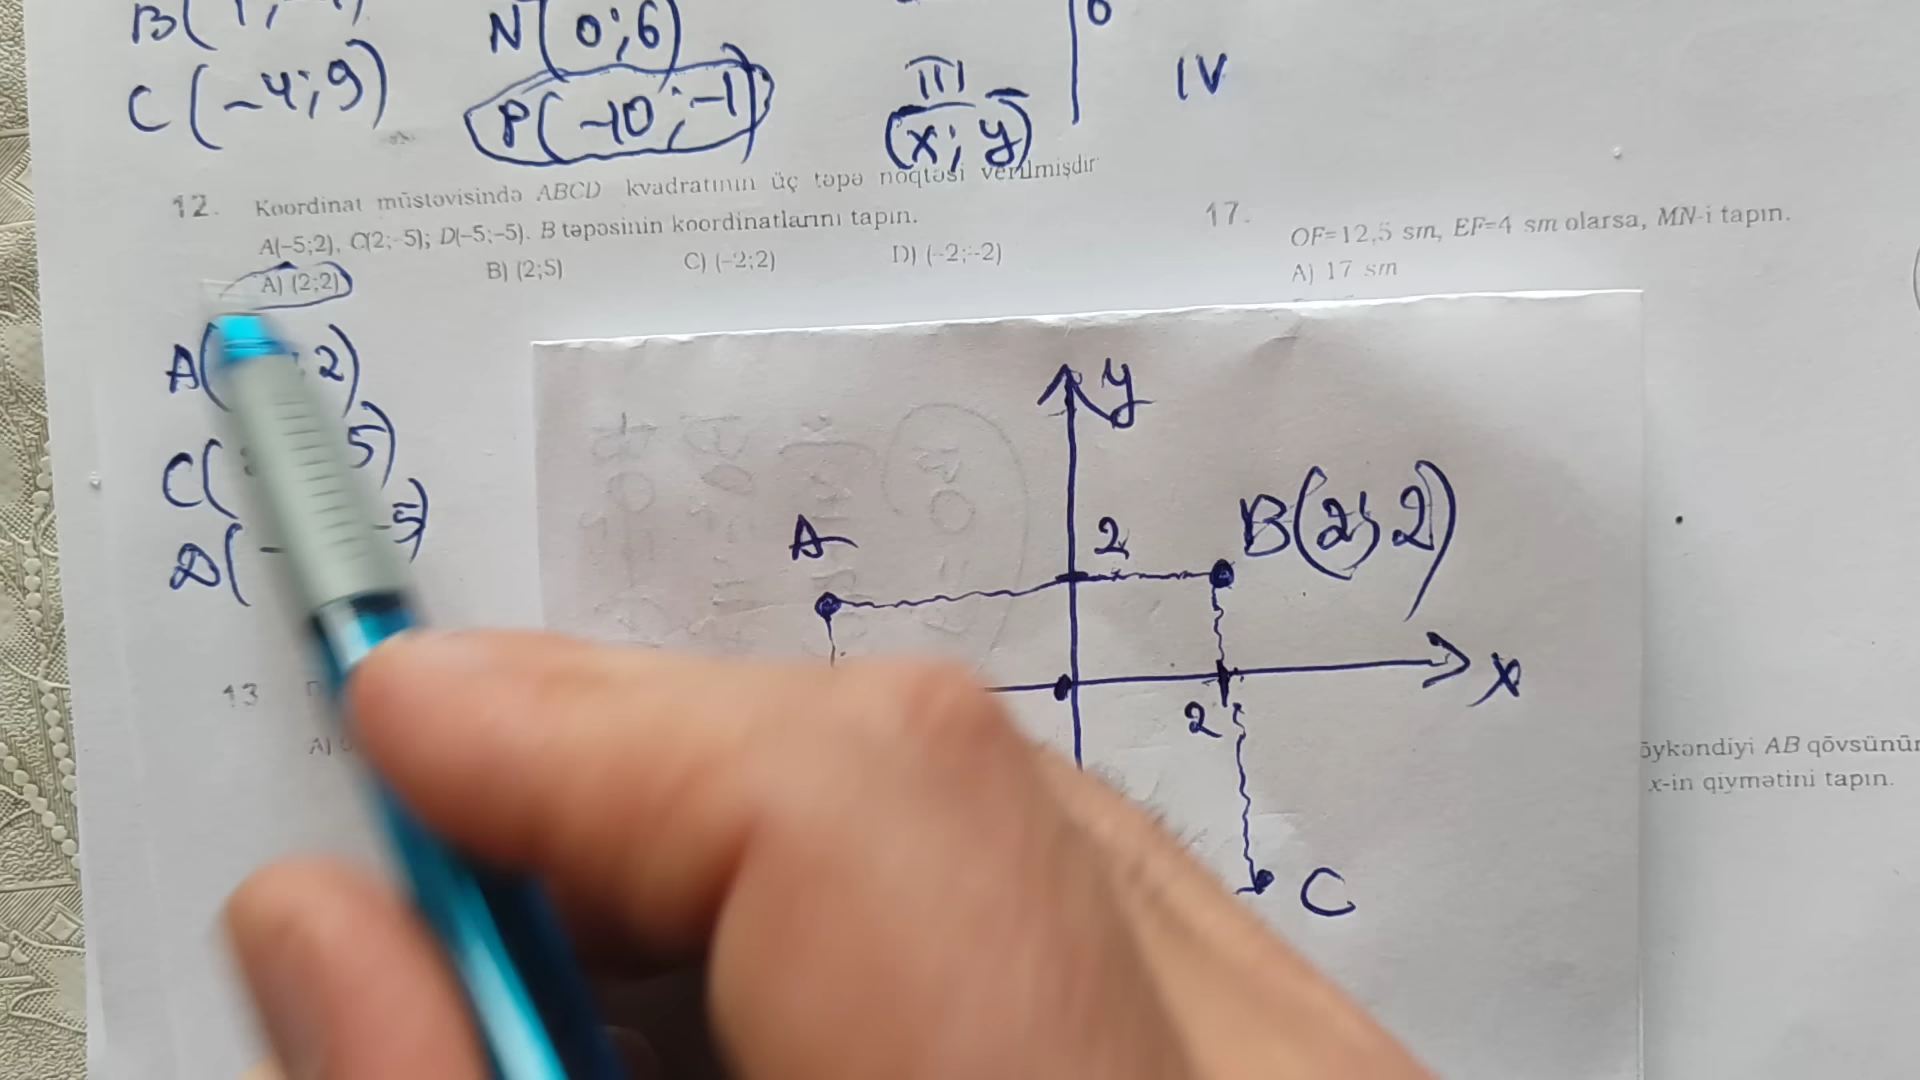 N(0;6)
C(-4;9)
P(-10;-1)
III
(x; y)
IV
12. Koordinat müstəvisində ABCD kvadratının üç təpə nöqtəsi verilmişdir
A(-5;2), C(2;-5); D(-5;-5). B təpəsinin koordinatlarını tapın.
A) (2;2) B) (2;5) C) (-2;2) D) (-2;-2)
17.
OF=12,5 sm, EF=4 sm olarsa, MN-i tapın.
A) 17 sm
A( ; 2)
C( 5)
D(- -5)
y
A
2
B(2; 2)
x
2
C
13
A)
AB qövsünün
x-in qiymətini tapın.